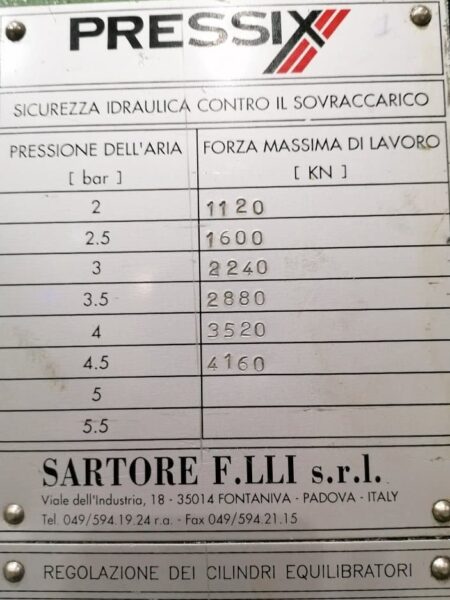 PRESSIX
SICUREZZA IDRAULICA CONTRO IL SOVRACCARICO
PRESSIONE DELL'ARIA FORZA MASSIMA DI LAVORO
[ bar ] [ KN ]
2 1120
2.5 1600
3 2240
3.5 2880
4 3520
4.5 4160
5
5.5
SARTORE F.LLI s.r.l.
Viale dell'Industria, 18 - 35014 FONTANIVA - PADOVA - ITALY
Tel. 049/594.19.24 r.a. - Fax 049/594.21.15
REGOLAZIONE DEI CILINDRI EQUILIBRATORI